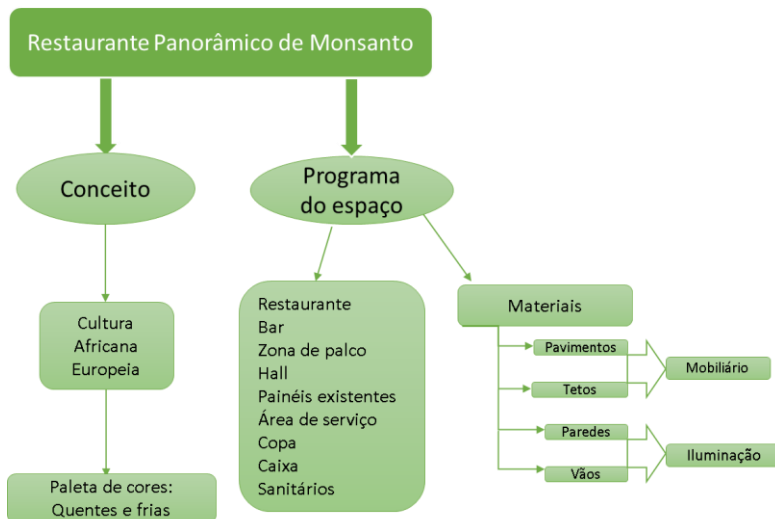 Restaurante Panorâmico de Monsanto
Conceito
Programa
do espaço
Cultura
Africana
Europeia
Paleta de cores:
Quentes e frias
Restaurante
Bar
Zona de palco
Hall
Painéis existentes
Área de serviço
Copa
Caixa
Sanitários
Materiais
Pavimentos
Tetos
Paredes
Vãos
Mobiliário
Iluminação